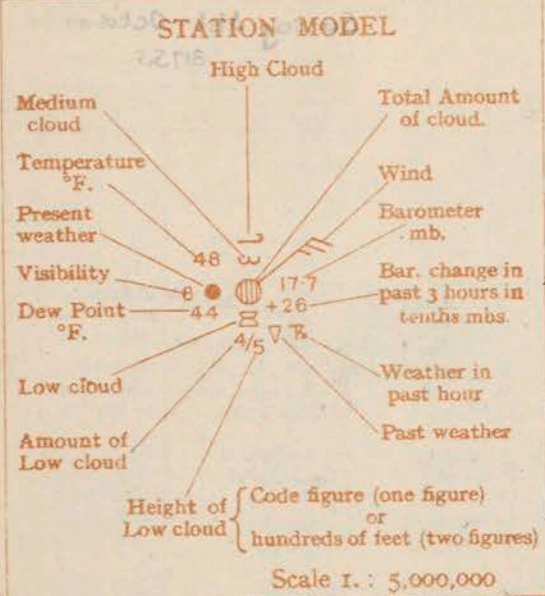 STATION MODEL
High Cloud
Medium
cloud
Total Amount
of cloud.
Temperature
°F.
Wind
Present
weather
Barometer
mb.
48
Visibility
8
17·7
Bar. change in
past 3 hours in
tenths mbs.
+26
Dew Point
°F.
44
4/5
Low cloud
Weather in
past hour
Amount of
Low cloud
Past weather
Height of
Low cloud
Code figure (one figure)
or
hundreds of feet (two figures)
Scale 1. : 5,000,000